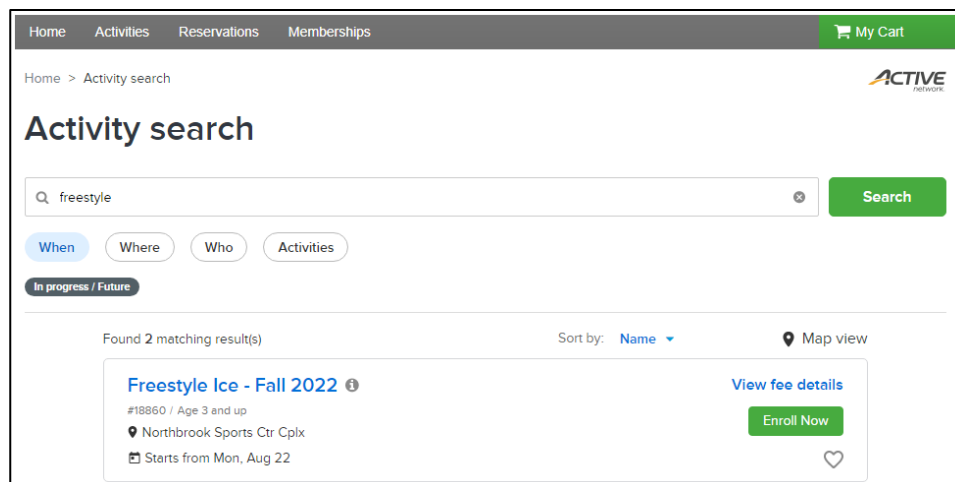 Home Activities Reservations Memberships My Cart
Home > Activity search
ACTIVE
network.
Activity search
freestyle Search
When Where Who Activities
In progress / Future
Found 2 matching result(s) Sort by: Name Map view
Freestyle Ice - Fall 2022 View fee details
#18860 / Age 3 and up
Enroll Now
Northbrook Sports Ctr Cplx
Starts from Mon, Aug 22